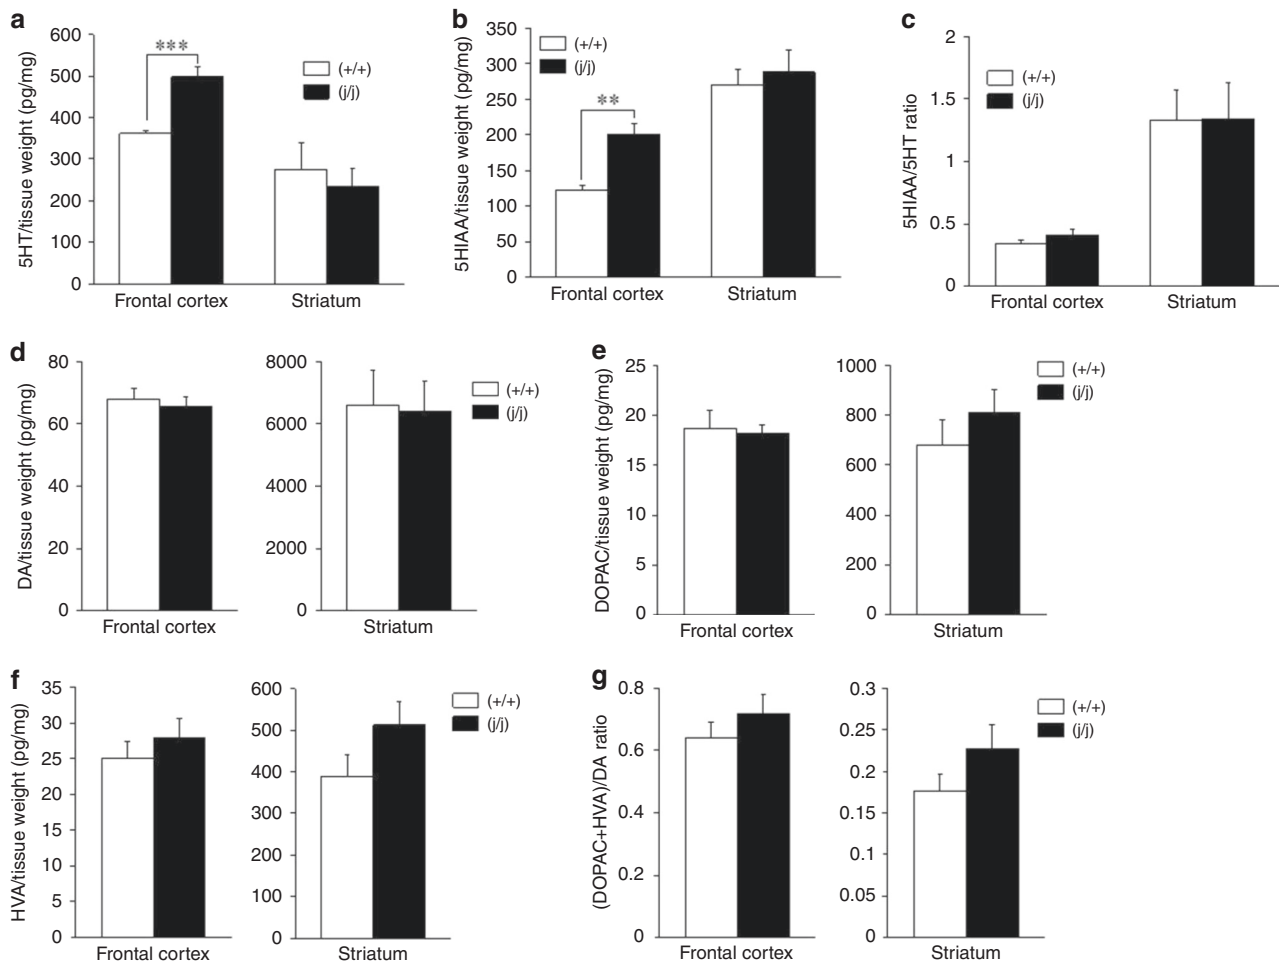 a
5HT/tissue weight (pg/mg)
600
500
400
300
200
100
0
***
(+/+)
(j/j)
Frontal cortex
Striatum
b
5HIAA/tissue weight (pg/mg)
350
300
250
200
150
100
50
0
(+/+)
(j/j)
**
Frontal cortex
Striatum
c
5HIAA/5HT ratio
2
1.5
1
0.5
0
(+/+)
(j/j)
Frontal cortex
Striatum
d
DA/tissue weight (pg/mg)
80
60
40
20
0
Frontal cortex
8000
6000
4000
2000
0
Striatum
(+/+)
(j/j)
e
DOPAC/tissue weight (pg/mg)
25
20
15
10
5
0
Frontal cortex
1000
800
600
400
200
0
Striatum
(+/+)
(j/j)
f
HVA/tissue weight (pg/mg)
35
30
25
20
15
10
5
0
Frontal cortex
600
500
400
300
200
100
0
Striatum
(+/+)
(j/j)
g
(DOPAC+HVA)/DA ratio
0.8
0.6
0.4
0.2
0
Frontal cortex
0.3
0.25
0.2
0.15
0.1
0.05
0
Striatum
(+/+)
(j/j)